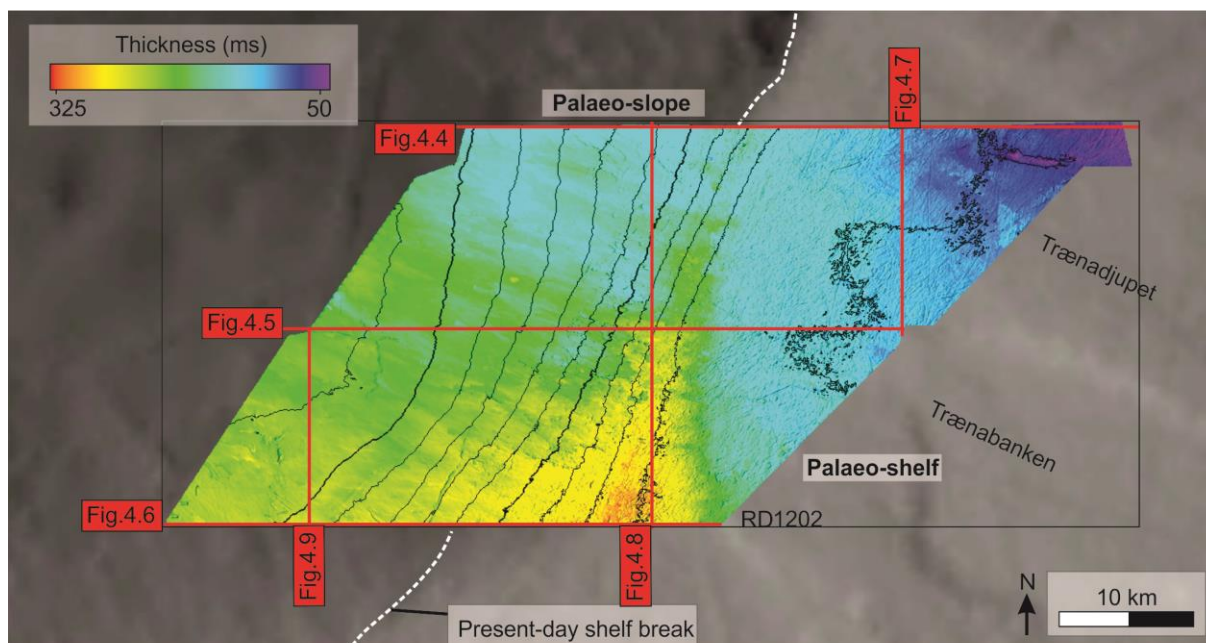 Thickness (ms)
325
50
Palaeo-slope
Fig.4.7
Fig.4.4
Trænadjupet
Fig.4.5
Trænabanken
Palaeo-shelf
Fig.4.6
RD1202
Fig.4.9
Fig.4.8
N
10 km
Present-day shelf break